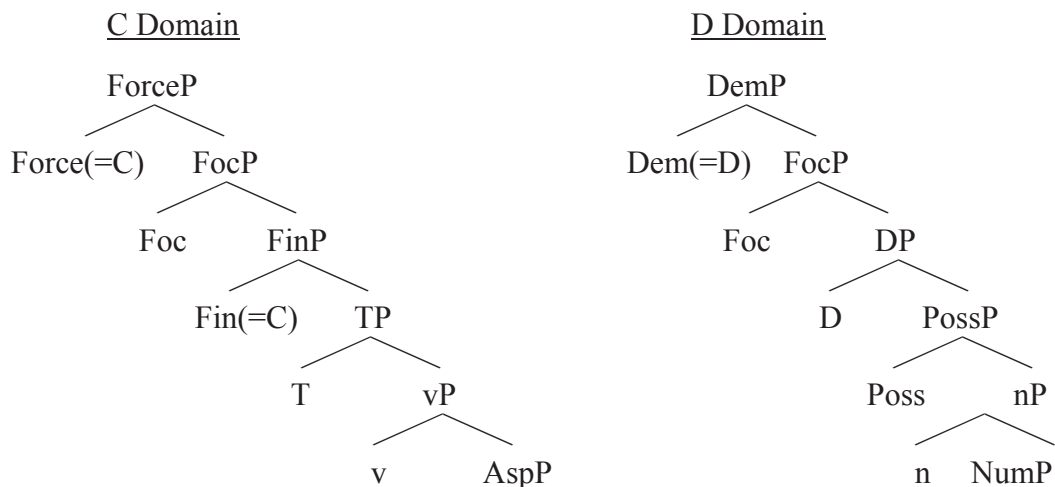 C Domain
D Domain
ForceP
DemP
Force(=C) FocP
Dem(=D) FocP
Foc FinP
Foc DP
Fin(=C) TP
D PossP
T vP
Poss nP
v AspP
n NumP